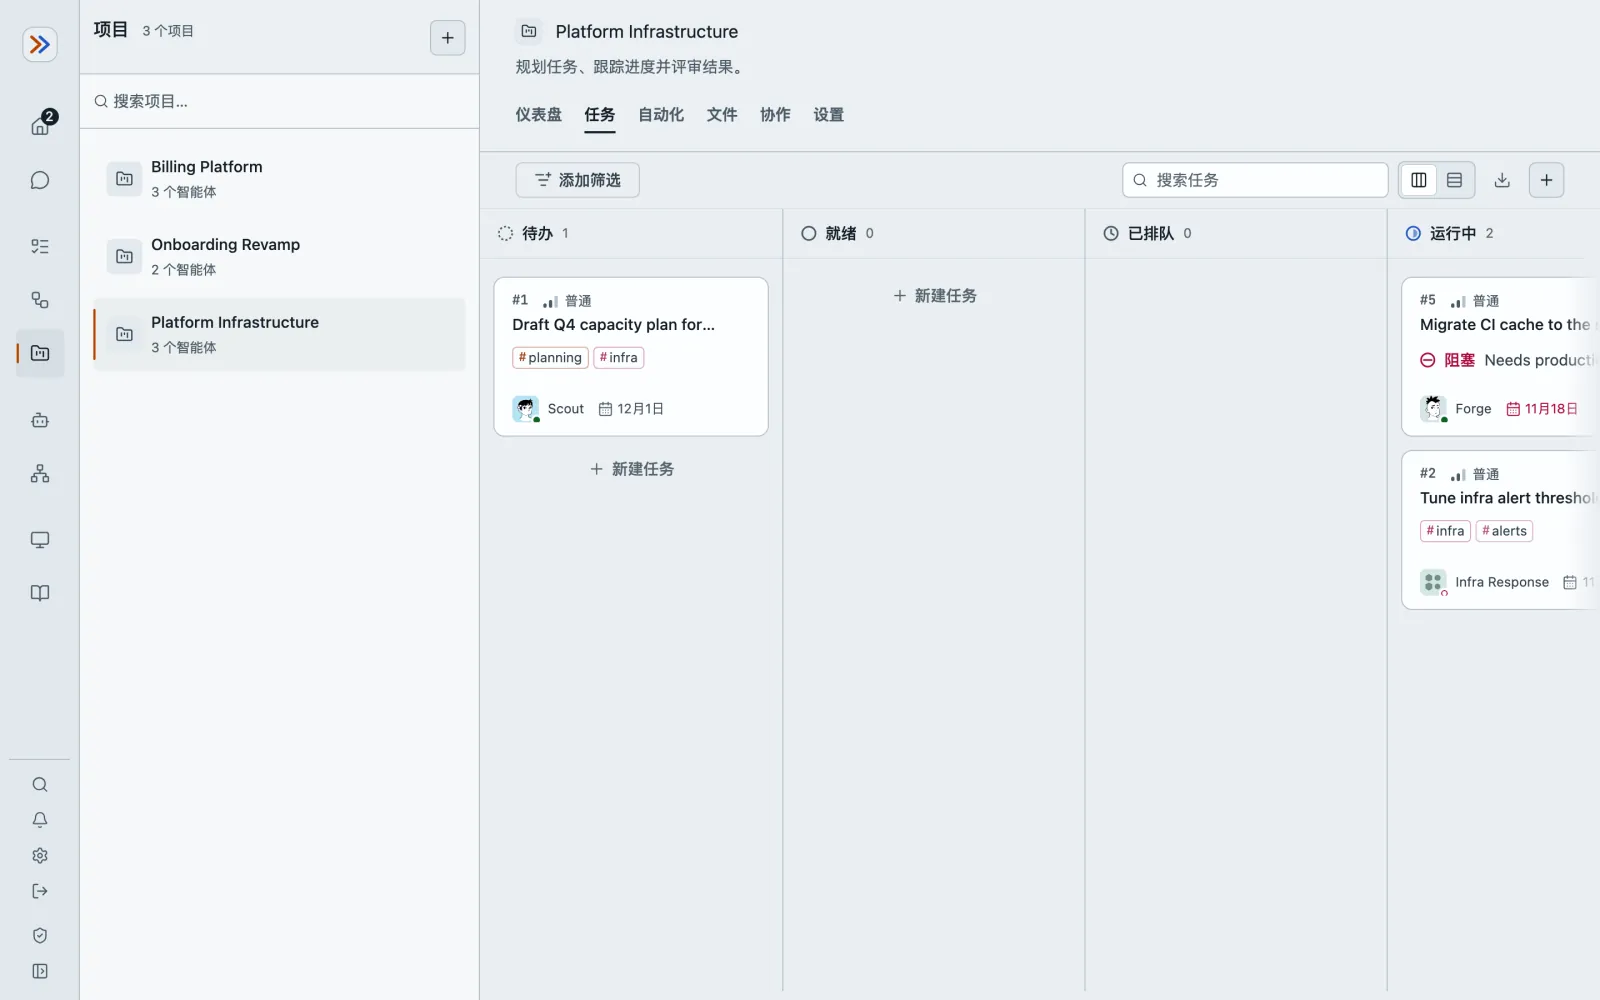 2
项目 3 个项目
搜索项目...
Billing Platform
3 个智能体
Onboarding Revamp
2 个智能体
Platform Infrastructure
3 个智能体
Platform Infrastructure
规划任务、跟踪进度并评审结果。
仪表盘 任务 自动化 文件 协作 设置
添加筛选
搜索任务
待办 1
#1 普通
Draft Q4 capacity plan for...
#planning #infra
Scout 12月1日
新建任务
就绪 0
新建任务
已排队 0
运行中 2
#5 普通
Migrate CI cache to the
阻塞 Needs producti
Forge 11月18日
#2 普通
Tune infra alert threshol
#infra #alerts
Infra Response 11